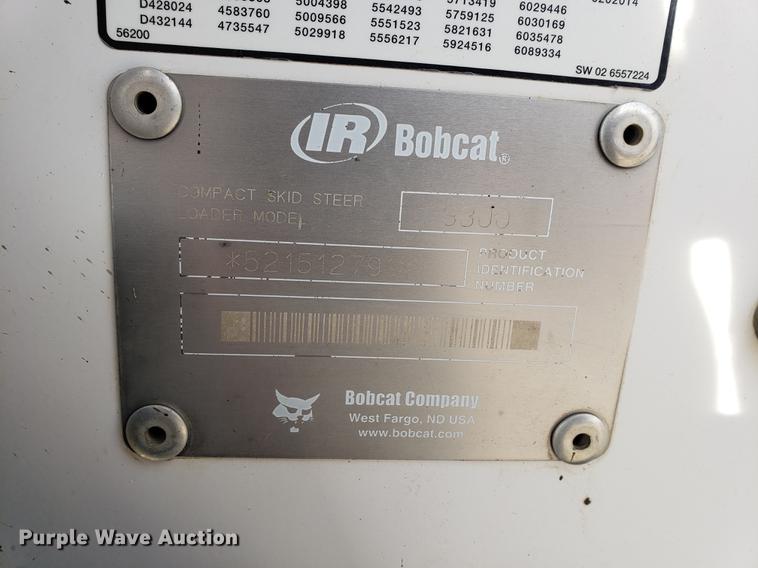 D428024 4583760 5004398 5542493 5713419 6029446 6202014
D432144 4735547 5009566 5551523 5759125 6030169
5029918 5556217 5821631 6035478
5924516 6089334
56200
SW 02 6557224
IR Bobcat®
COMPACT SKID STEER
LOADER MODEL
PRODUCT
*52151279
IDENTIFICATION
NUMBER
Bobcat Company
West Fargo, ND USA
www.bobcat.com
Purple Wave Auction